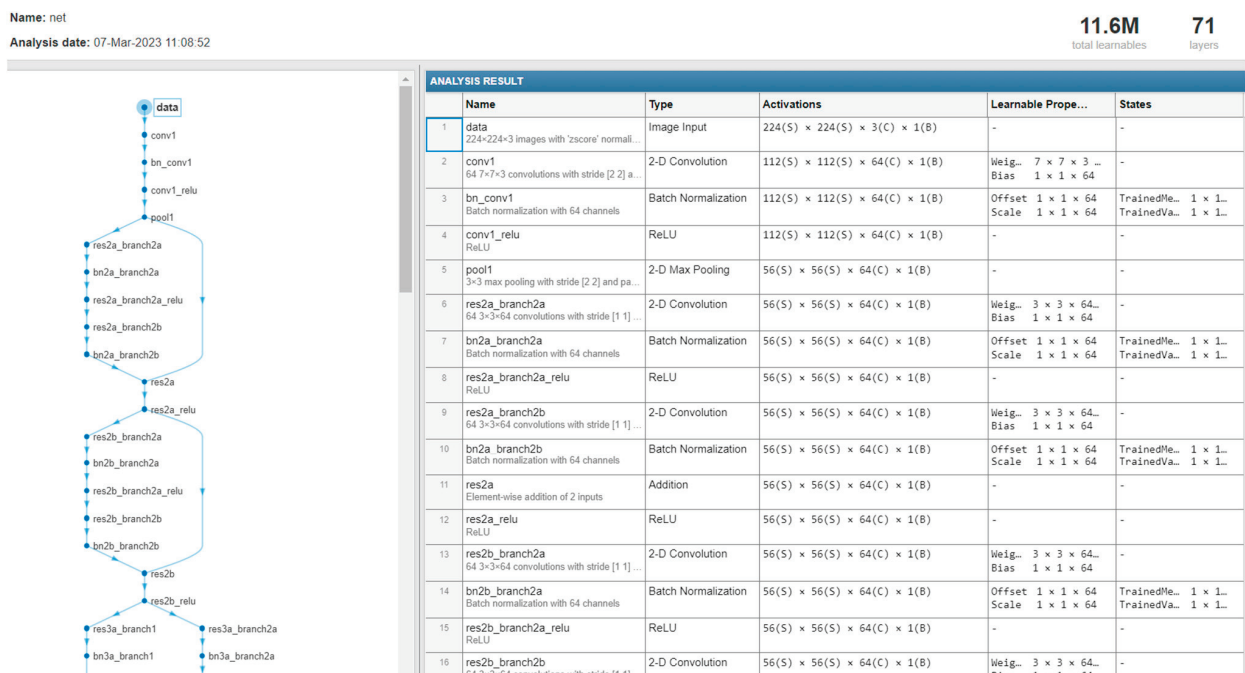 Name: net
Analysis date: 07-Mar-2023 11:08:52
11.6M
total learnables
71
layers
data
conv1
bn_conv1
conv1_relu
pool1
res2a_branch2a
bn2a_branch2a
res2a_branch2a_relu
res2a_branch2b
bn2a_branch2b
res2a
res2a_relu
res2b_branch2a
bn2b_branch2a
res2b_branch2a_relu
res2b_branch2b
bn2b_branch2b
res2b
res2b_relu
res3a_branch1 res3a_branch2a
bn3a_branch1 bn3a_branch2a
ANALYSIS RESULT
Name Type Activations Learnable Prope... States
1 data Image Input 224(S) × 224(S) × 3(C) × 1(B) - -
224×224×3 images with 'zscore' normali...
2 conv1 2-D Convolution 112(S) × 112(S) × 64(C) × 1(B) Weig… 7 × 7 × 3 … -
64 7×7×3 convolutions with stride [2 2] a... Bias 1 × 1 × 64
3 bn_conv1 Batch Normalization 112(S) × 112(S) × 64(C) × 1(B) Offset 1 × 1 × 64 TrainedMe… 1 × 1…
Batch normalization with 64 channels Scale 1 × 1 × 64 TrainedVa… 1 × 1…
4 conv1_relu ReLU 112(S) × 112(S) × 64(C) × 1(B) - -
ReLU
5 pool1 2-D Max Pooling 56(S) × 56(S) × 64(C) × 1(B) - -
3×3 max pooling with stride [2 2] and pa...
6 res2a_branch2a 2-D Convolution 56(S) × 56(S) × 64(C) × 1(B) Weig… 3 × 3 × 64… -
64 3×3×64 convolutions with stride [1 1] ... Bias 1 × 1 × 64
7 bn2a_branch2a Batch Normalization 56(S) × 56(S) × 64(C) × 1(B) Offset 1 × 1 × 64 TrainedMe… 1 × 1…
Batch normalization with 64 channels Scale 1 × 1 × 64 TrainedVa… 1 × 1…
8 res2a_branch2a_relu ReLU 56(S) × 56(S) × 64(C) × 1(B) - -
ReLU
9 res2a_branch2b 2-D Convolution 56(S) × 56(S) × 64(C) × 1(B) Weig… 3 × 3 × 64… -
64 3×3×64 convolutions with stride [1 1] ... Bias 1 × 1 × 64
10 bn2a_branch2b Batch Normalization 56(S) × 56(S) × 64(C) × 1(B) Offset 1 × 1 × 64 TrainedMe… 1 × 1…
Batch normalization with 64 channels Scale 1 × 1 × 64 TrainedVa… 1 × 1…
11 res2a Addition 56(S) × 56(S) × 64(C) × 1(B) - -
Element-wise addition of 2 inputs
12 res2a_relu ReLU 56(S) × 56(S) × 64(C) × 1(B) - -
ReLU
13 res2b_branch2a 2-D Convolution 56(S) × 56(S) × 64(C) × 1(B) Weig… 3 × 3 × 64… -
64 3×3×64 convolutions with stride [1 1] ... Bias 1 × 1 × 64
14 bn2b_branch2a Batch Normalization 56(S) × 56(S) × 64(C) × 1(B) Offset 1 × 1 × 64 TrainedMe… 1 × 1…
Batch normalization with 64 channels Scale 1 × 1 × 64 TrainedVa… 1 × 1…
15 res2b_branch2a_relu ReLU 56(S) × 56(S) × 64(C) × 1(B) - -
ReLU
16 res2b_branch2b 2-D Convolution 56(S) × 56(S) × 64(C) × 1(B) Weig… 3 × 3 × 64… -